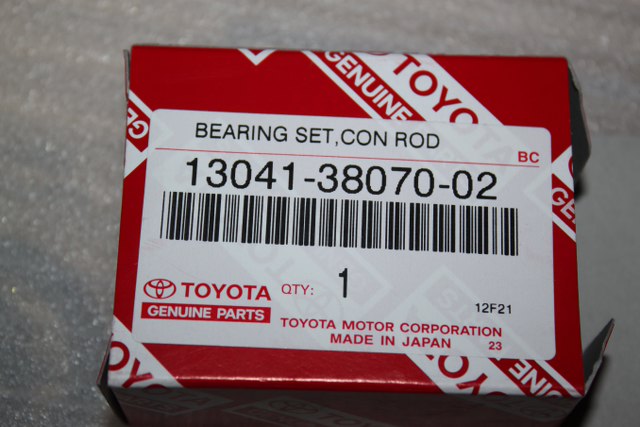 TOYOTA
GENUINE
BEARING SET,CON ROD
BC
13041-38070-02
TOYOTA
GENUINE PARTS
QTY: 1
12F21
TOYOTA MOTOR CORPORATION
MADE IN JAPAN 23
TOYOTA